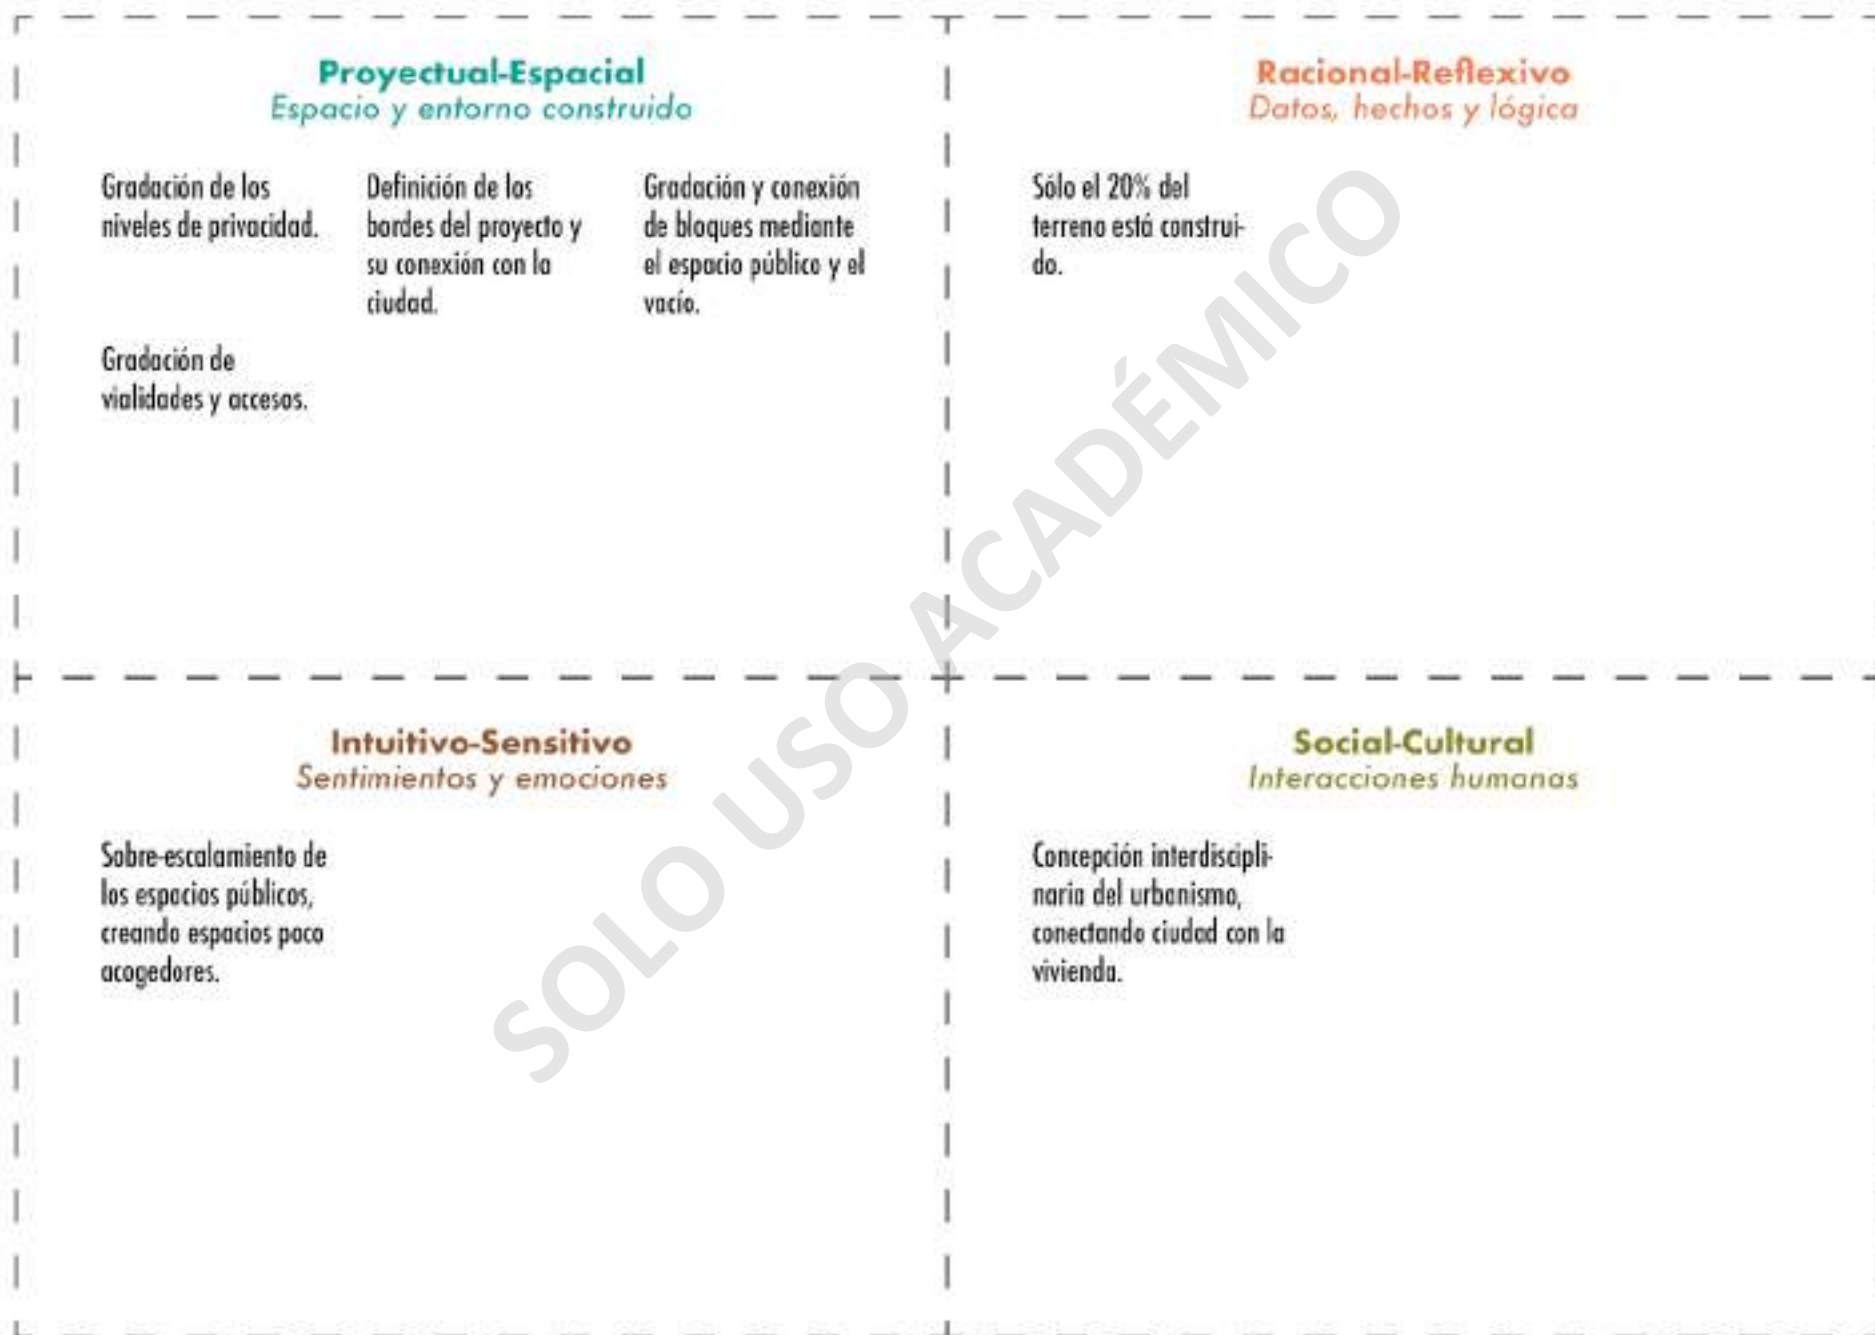 Proyectual-Espacial
Espacio y entorno construido
Gradación de los
niveles de privacidad.
Definición de los
bordes del proyecto y
su conexión con la
ciudad.
Gradación y conexión
de bloques mediante
el espacio público y el
vacío.
Gradación de
vialidades y accesos.
Racional-Reflexivo
Datos, hechos y lógica
Sólo el 20% del
terreno está construi-
do.
Intuitivo-Sensitivo
Sentimientos y emociones
Sobre-escalamiento de
los espacios públicos,
creando espacios poco
acogedores.
Social-Cultural
Interacciones humanas
Concepción interdiscipli-
naria del urbanismo,
conectando ciudad con la
vivienda.
SOLO USO ACADÉMICO